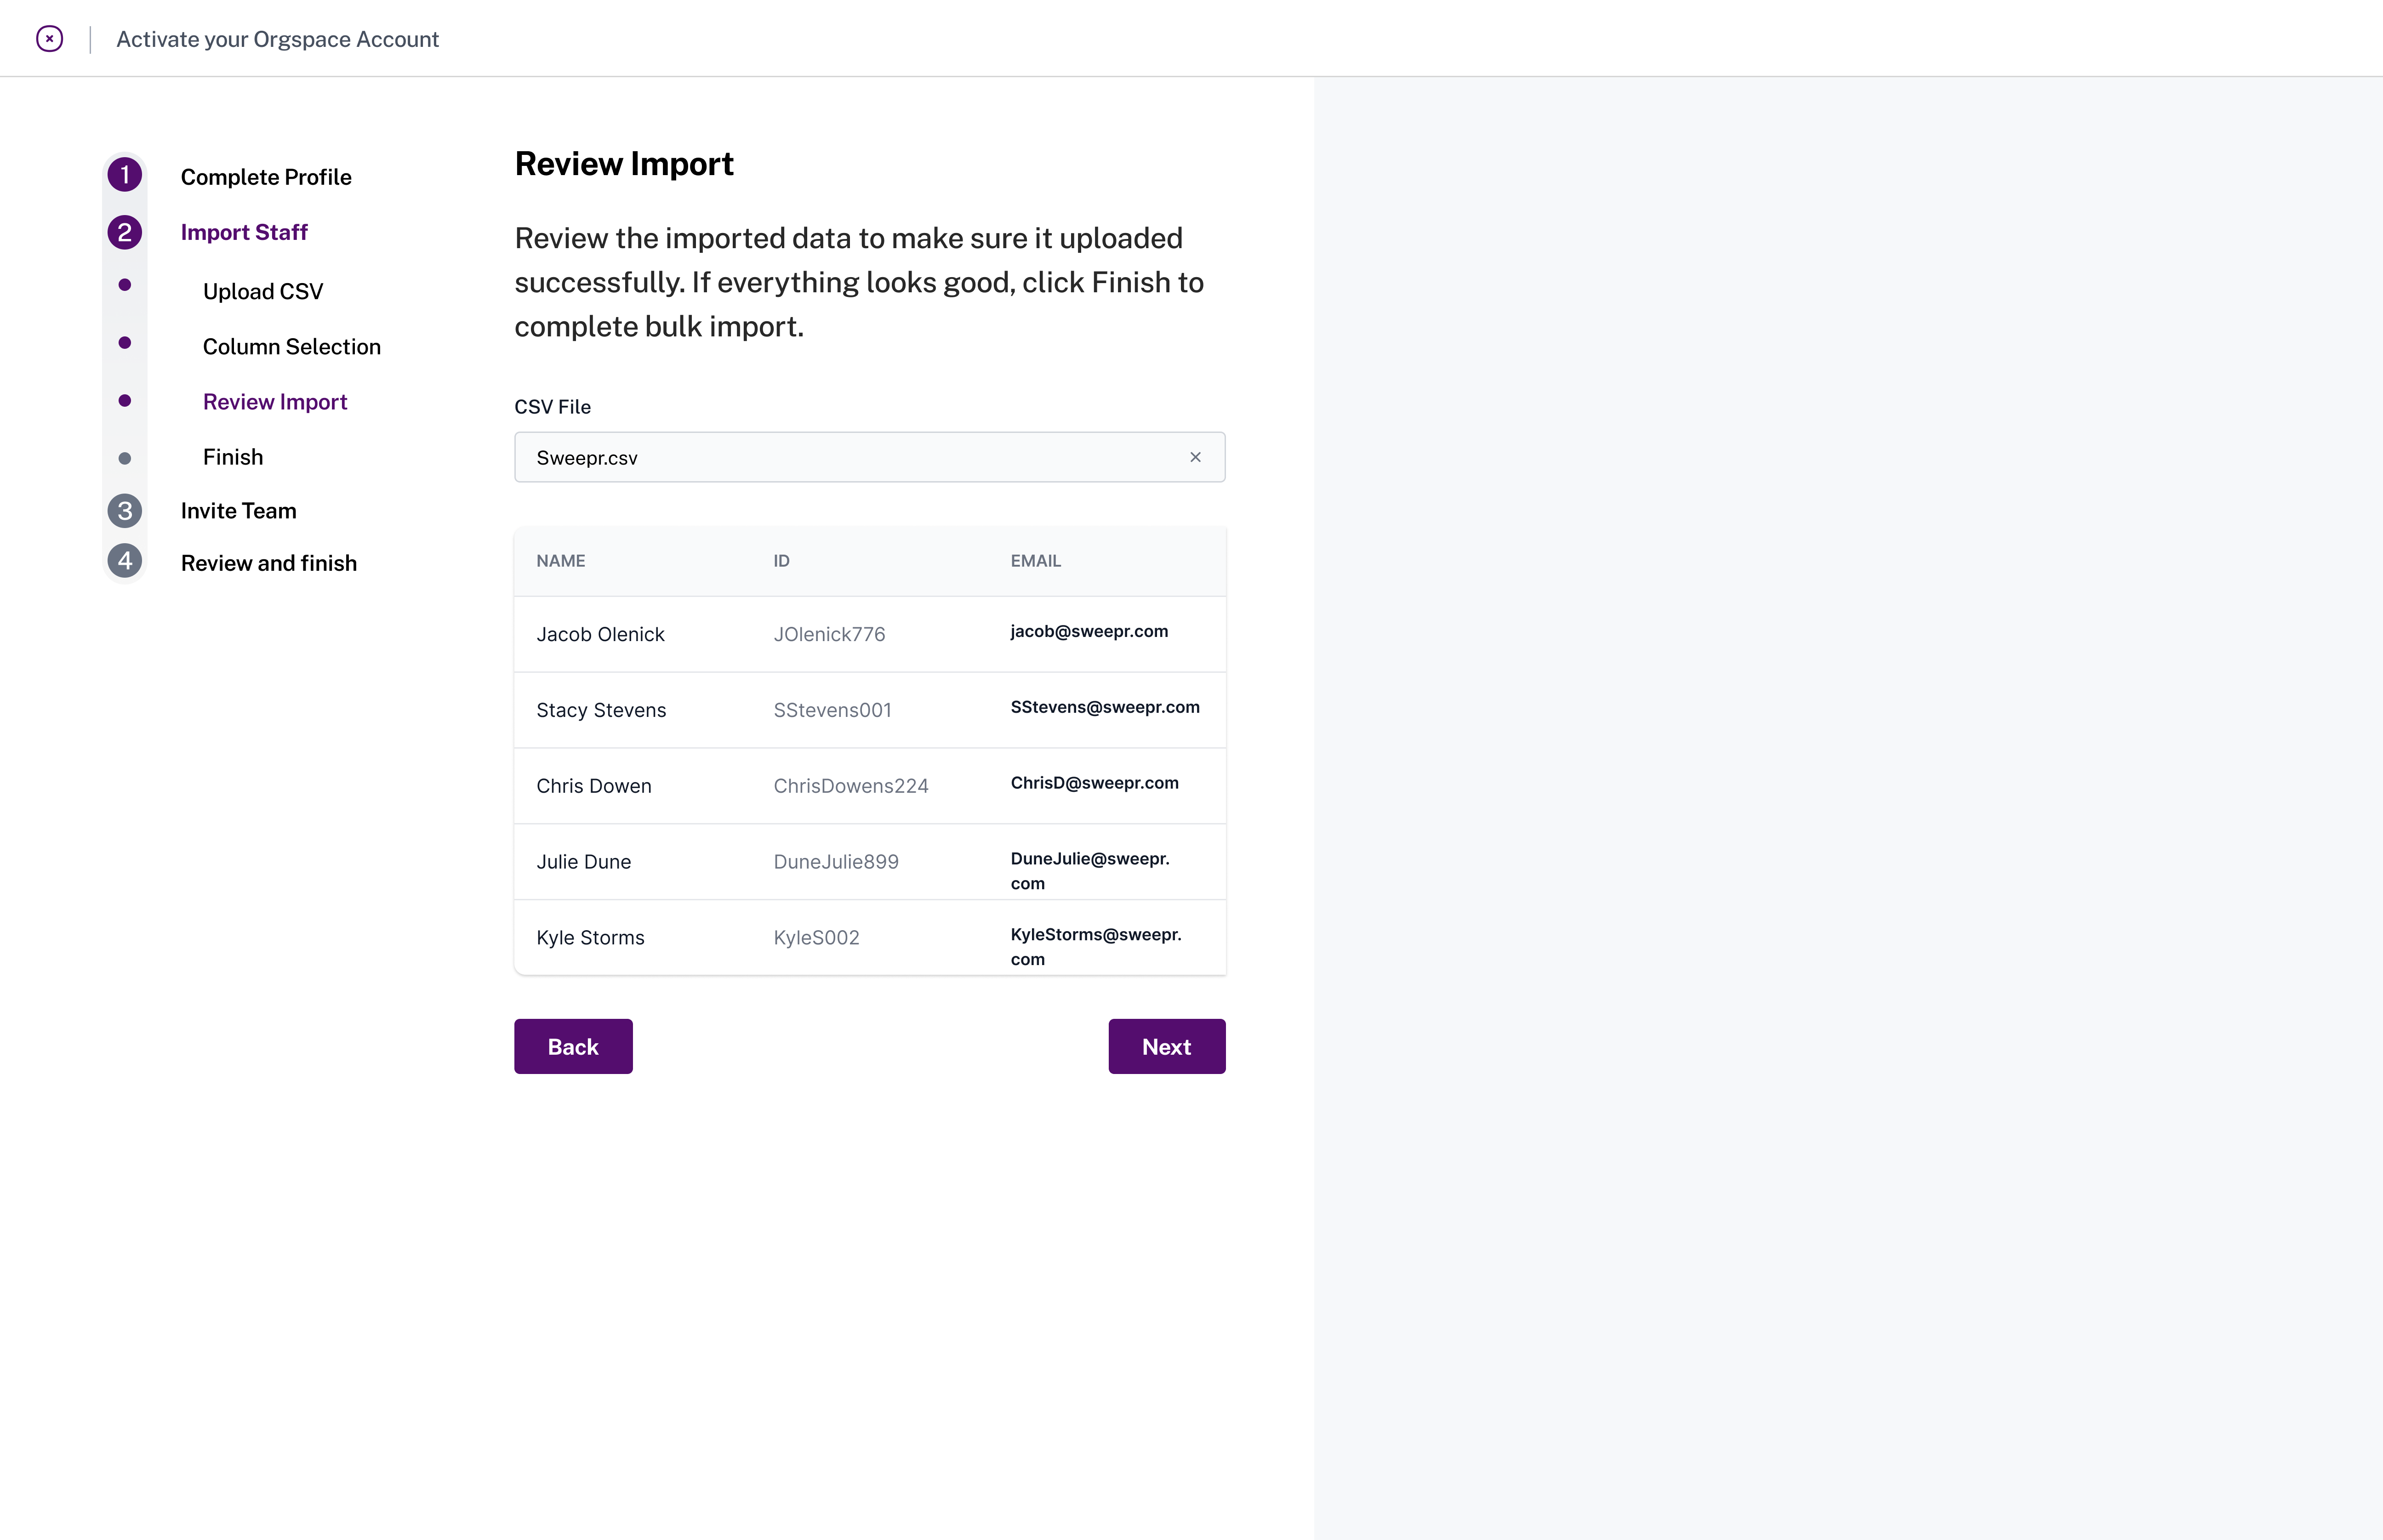 Activate your Orgspace Account
1
Complete Profile
2
Import Staff
Upload CSV
Column Selection
Review Import
Finish
3
Invite Team
4
Review and finish
Review Import
Review the imported data to make sure it uploaded
successfully. If everything looks good, click Finish to
complete bulk import.
CSV File
Sweepr.csv
NAME ID EMAIL
Jacob Olenick JOlenick776 jacob@sweepr.com
Stacy Stevens SStevens001 SStevens@sweepr.com
Chris Dowen ChrisDowens224 ChrisD@sweepr.com
Julie Dune DuneJulie899 DuneJulie@sweepr.
com
Kyle Storms KyleS002 KyleStorms@sweepr.
com
Back Next